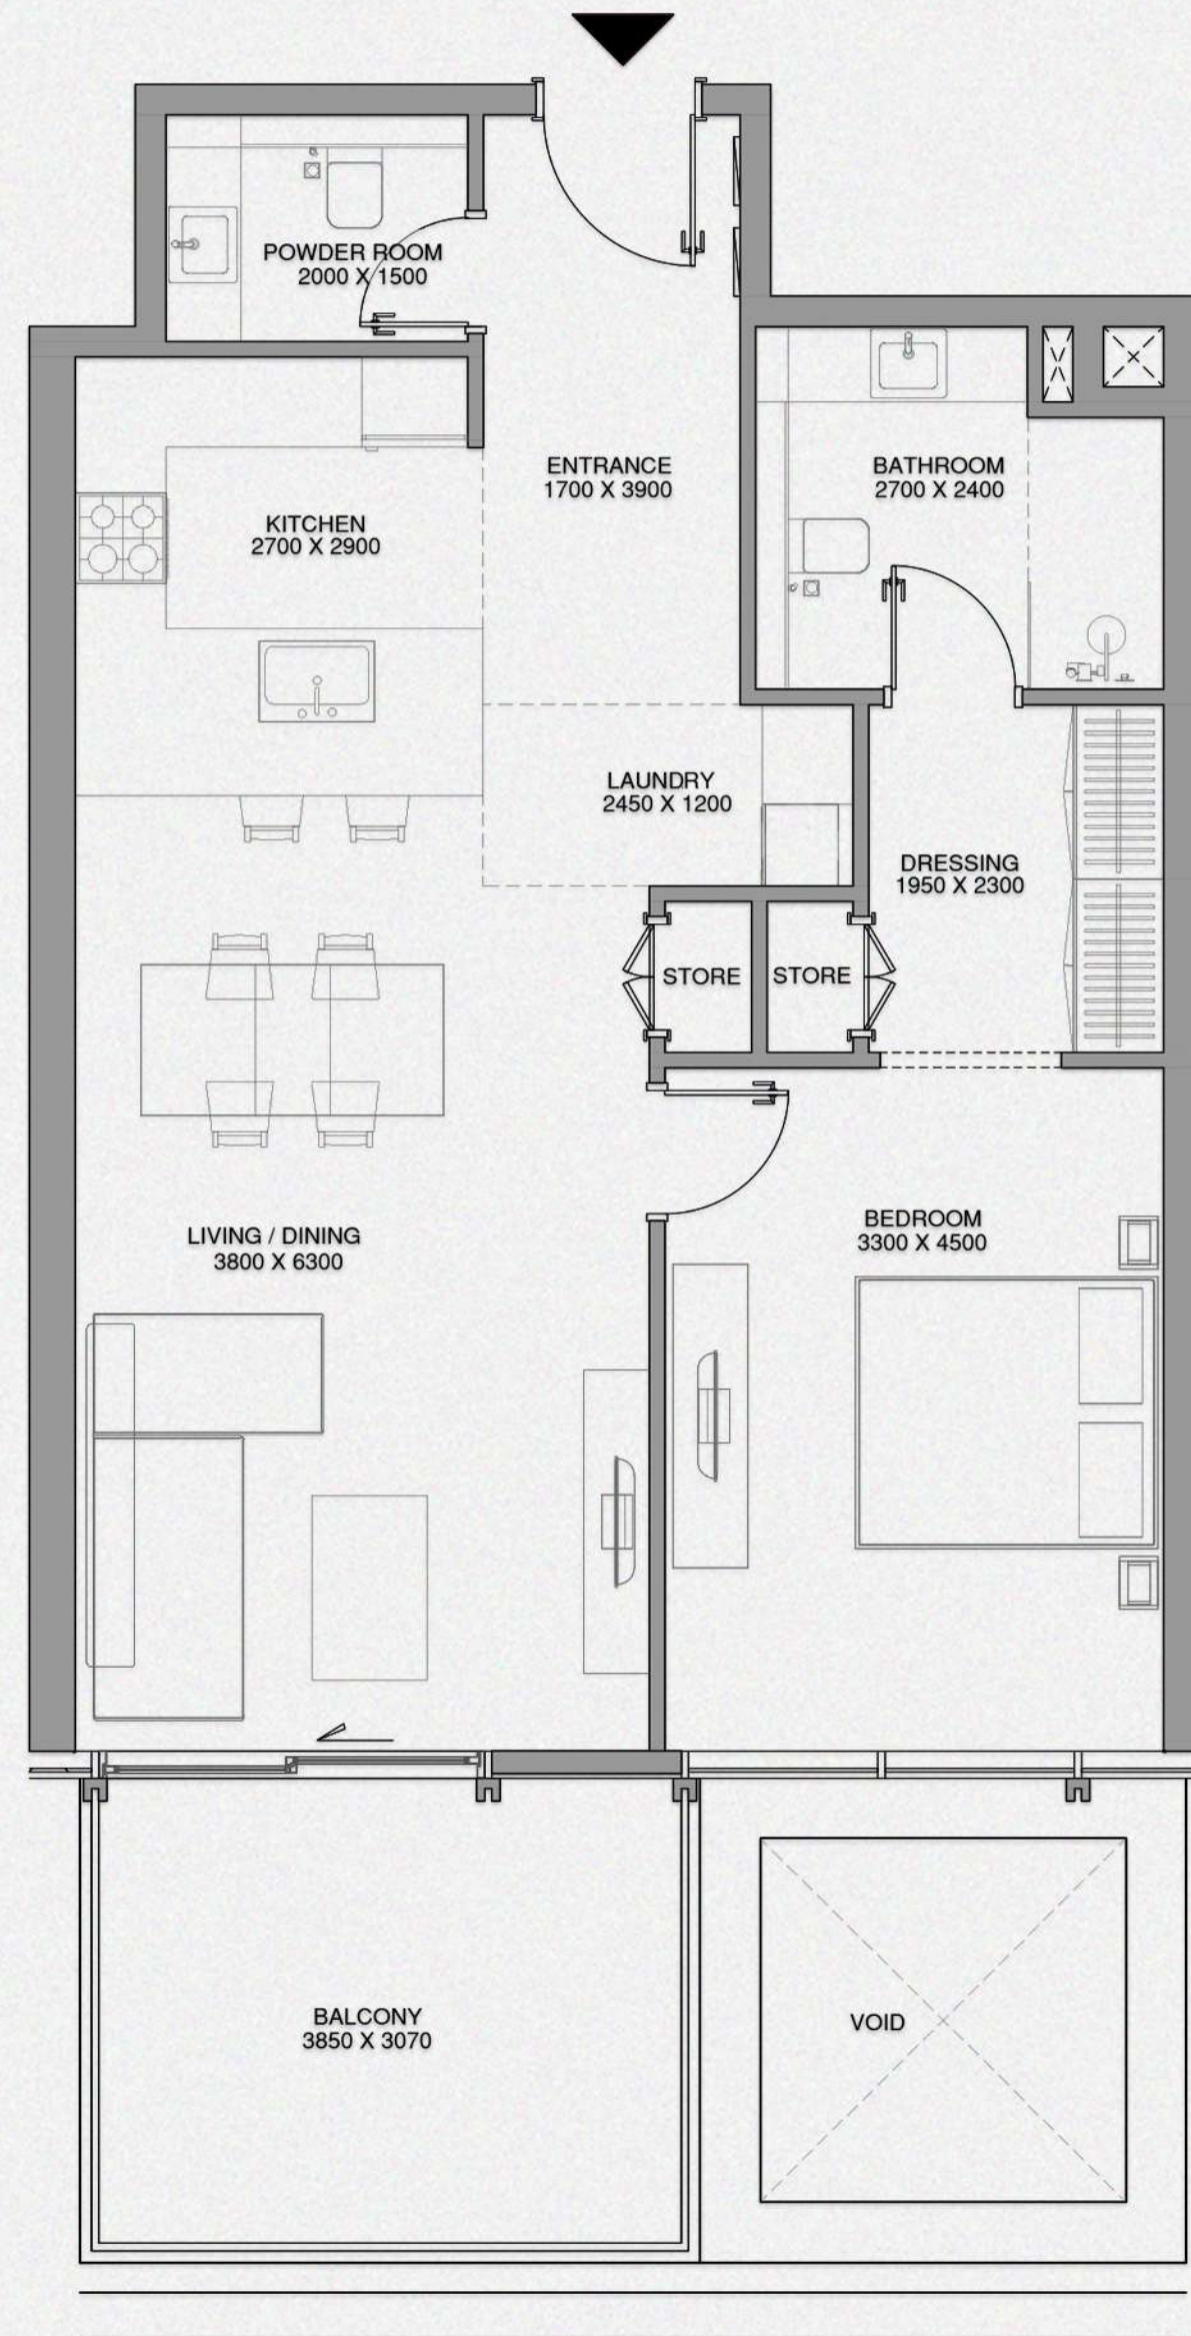 POWDER ROOM
2000 X 1500
ENTRANCE
1700 X 3900
BATHROOM
2700 X 2400
KITCHEN
2700 X 2900
LAUNDRY
2450 X 1200
DRESSING
1950 X 2300
STORE
STORE
LIVING / DINING
3800 X 6300
BEDROOM
3300 X 4500
BALCONY
3850 X 3070
VOID